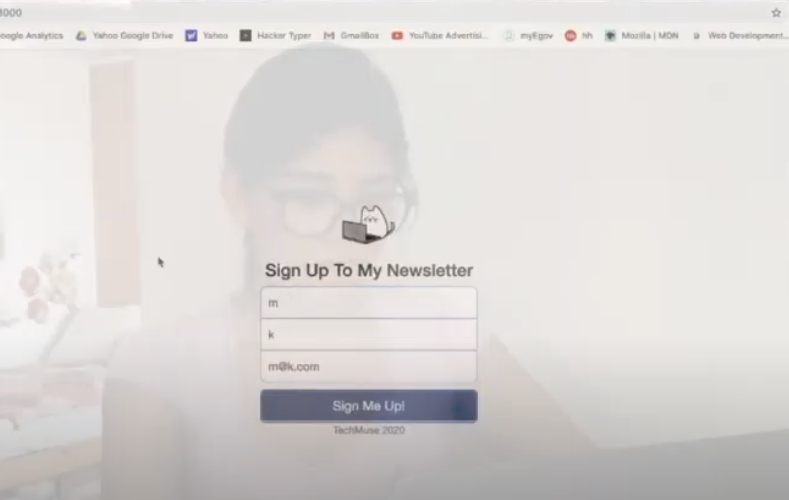 3000
oogle Analytics Yahoo Google Drive Yahoo Hacker Typer GmailBox YouTube Advertisi... myEgov hh Mozilla | MDN Web Development...
Sign Up To My Newsletter
m
k
m@k.com
Sign Me Up!
TechMuse 2020